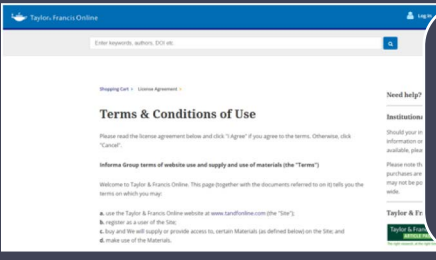 Taylor & Francis Online
Log in
Enter keywords, authors, DOI etc.
Shopping Cart > License Agreement >
Terms & Conditions of Use
Please read the license agreement below and click "I Agree" if you agree to the terms. Otherwise, click
"Cancel".
Informa Group terms of website use and supply and use of materials (the "Terms")
Welcome to Taylor & Francis Online. This page (together with the documents referred to on it) tells you the
terms on which you may:
a. use the Taylor & Francis Online website at www.tandfonline.com (the "Site");
b. register as a user of the Site;
c. buy and We will supply or provide access to, certain Materials (as defined below) on the Site; and
d. make use of the Materials.
Need help?
Institutiona
Should your in
information or
available, pleas
Please note th
purchases are
may not be po
wide.
Taylor & Fr
Taylor & Fran